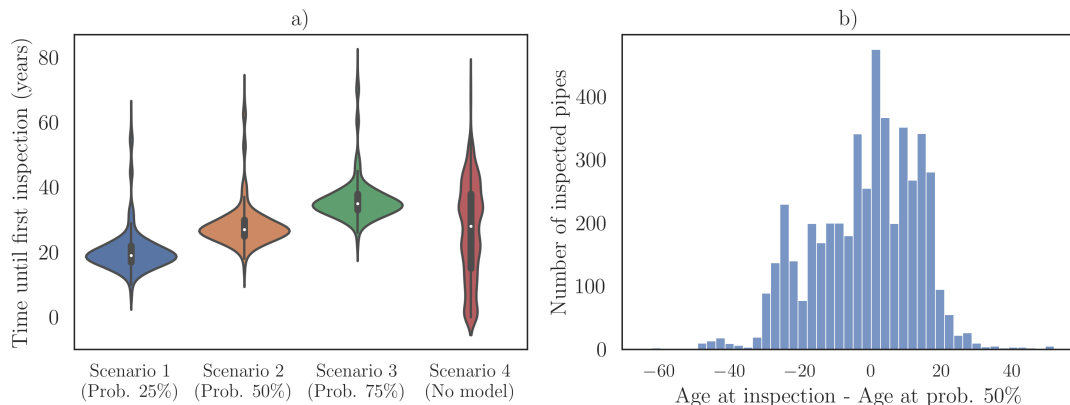 a)
Time until first inspection (years)
80
60
40
20
0
Scenario 1
(Prob. 25%)
Scenario 2
(Prob. 50%)
Scenario 3
(Prob. 75%)
Scenario 4
(No model)
b)
Number of inspected pipes
400
300
200
100
0
−60
−40
−20
0
20
40
Age at inspection - Age at prob. 50%